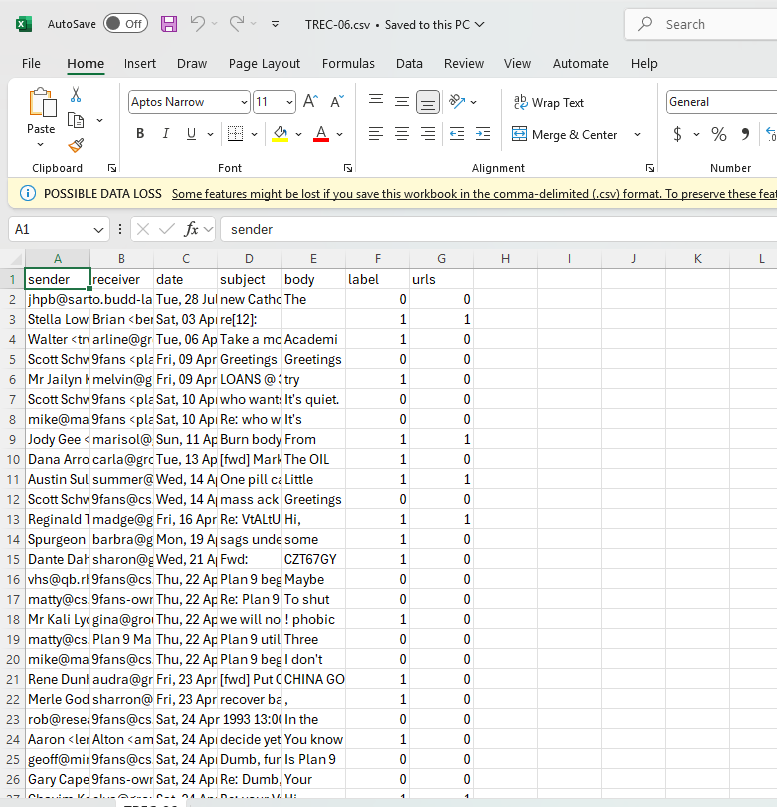 AutoSave Off TREC-06.csv • Saved to this PC Search
File Home Insert Draw Page Layout Formulas Data Review View Automate Help
Paste Aptos Narrow 11 A^ Aˇ ab Wrap Text General
B I U A Merge & Center $ % 9
Clipboard Font Alignment Number
POSSIBLE DATA LOSS Some features might be lost if you save this workbook in the comma-delimited (.csv) format. To preserve these feat
A1 fx sender
A B C D E F G H I J K L
1 sender receiver date subject body label urls
2 jhpb@sarto.budd-la Tue, 28 Jul new Catho The 0 0
3 Stella Low Brian <ber Sat, 03 Apr re[12]: 1 1
4 Walter <tr arline@gr Tue, 06 Ap Take a mo Academi 1 0
5 Scott Schw 9fans <pla Fri, 09 Apr Greetings Greetings 0 0
6 Mr Jailyn melvin@g Fri, 09 Apr LOANS @ try 1 0
7 Scott Schw 9fans <pla Sat, 10 Apr who wants It's quiet. 0 0
8 mike@ma 9fans <pla Sat, 10 Apr Re: who w It's 0 0
9 Jody Gee < marisol@ Sun, 11 Ap Burn body From 1 1
10 Dana Arro carla@gro Tue, 13 Ap [fwd] Mark The OIL 1 0
11 Austin Sul summer@ Wed, 14 A One pill ca Little 1 1
12 Scott Schw 9fans@cs Wed, 14 A mass ack Greetings 0 0
13 Reginald T madge@g Fri, 16 Apr Re: VtAltU Hi, 1 1
14 Spurgeon barbra@g Mon, 19 A sags unde some 1 0
15 Dante Dah sharon@g Wed, 21 A Fwd: CZT67GY 1 0
16 vhs@qb.rl 9fans@cs. Thu, 22 Ap Plan 9 beg Maybe 0 0
17 matty@cs 9fans-own Thu, 22 Ap Re: Plan 9 To shut 0 0
18 Mr Kali Lyo gina@grou Thu, 22 Ap we will no ! phobic 1 0
19 matty@cs Plan 9 Ma Thu, 22 Ap Plan 9 util Three 0 0
20 mike@ma 9fans@cs. Thu, 22 Ap Plan 9 beg I don't 0 0
21 Rene Dunl audra@gr Fri, 23 Apr [fwd] Put CHINA GO 1 0
22 Merle God sharron@ Fri, 23 Apr recover ba , 1 0
23 rob@rese 9fans@cs. Sat, 24 Apr 1993 13:00 In the 0 0
24 Aaron <ler Alton <am Sat, 24 Apr decide yet You know 1 0
25 geoff@mi 9fans@cs. Sat, 24 Apr Dumb, fur Is Plan 9 0 0
26 Gary Cape 9fans-own Sat, 24 Apr Re: Dumb, Your 0 0